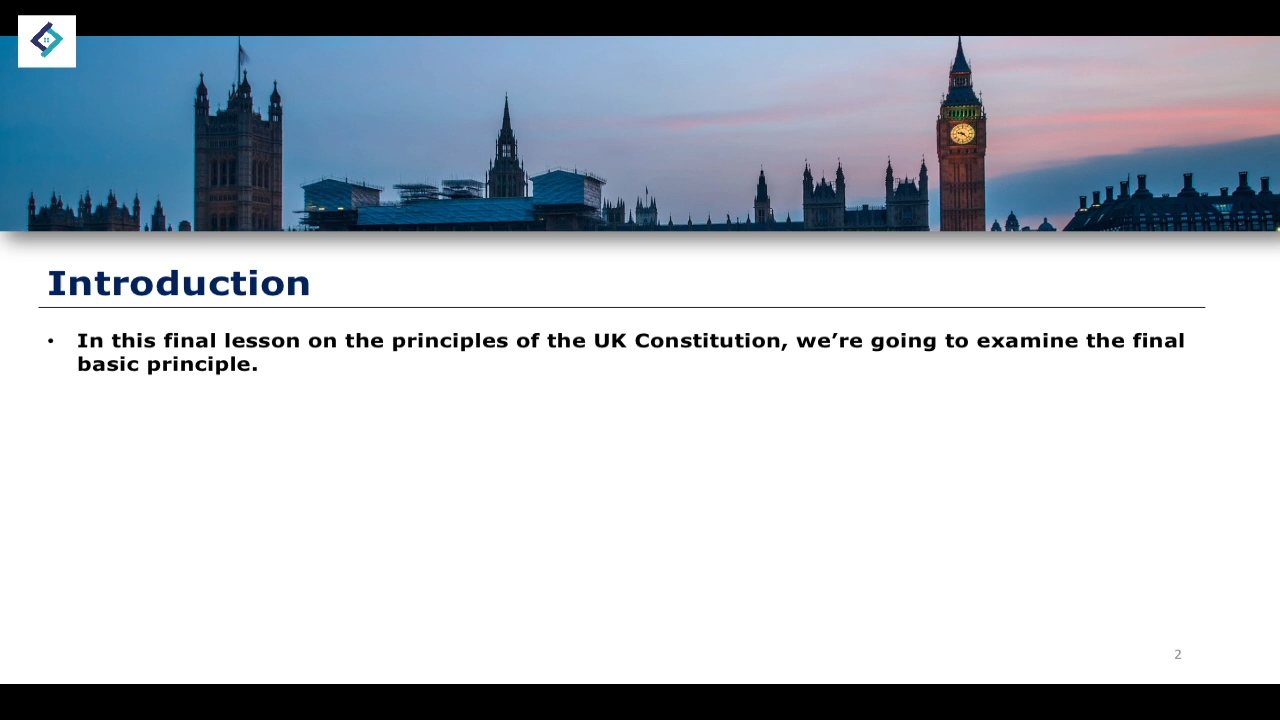 Introduction
• In this final lesson on the principles of the UK Constitution, we’re going to examine the final
basic principle.
2